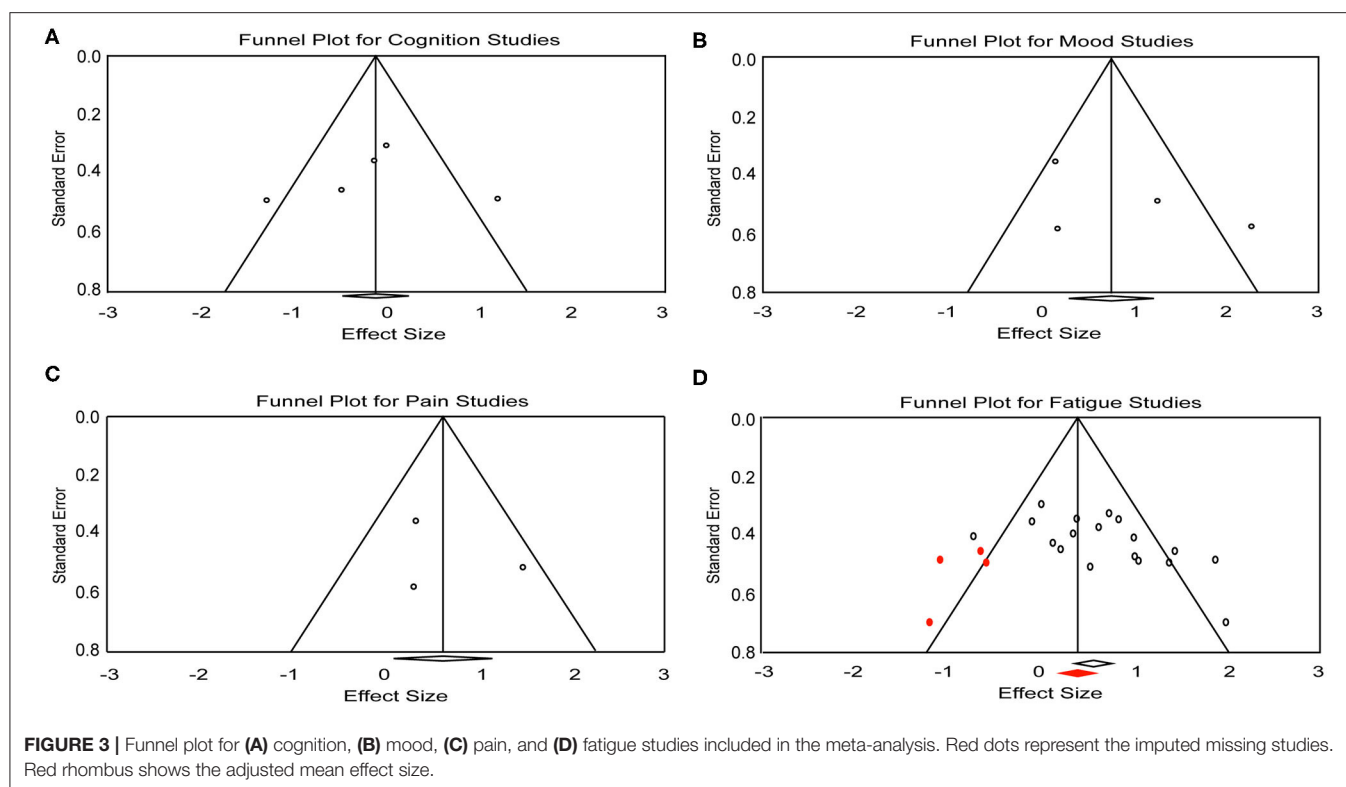 A
Funnel Plot for Cognition Studies
0.0
0.2
0.4
0.6
0.8
Standard Error
-3 -2 -1 0 1 2 3
Effect Size
B
Funnel Plot for Mood Studies
0.0
0.2
0.4
0.6
0.8
Standard Error
-3 -2 -1 0 1 2 3
Effect Size
C
Funnel Plot for Pain Studies
0.0
0.2
0.4
0.6
0.8
Standard Error
-3 -2 -1 0 1 2 3
Effect Size
D
Funnel Plot for Fatigue Studies
0.0
0.2
0.4
0.6
0.8
Standard Error
-3 -2 -1 0 1 2 3
Effect Size
FIGURE 3 | Funnel plot for (A) cognition, (B) mood, (C) pain, and (D) fatigue studies included in the meta-analysis. Red dots represent the imputed missing studies.
Red rhombus shows the adjusted mean effect size.